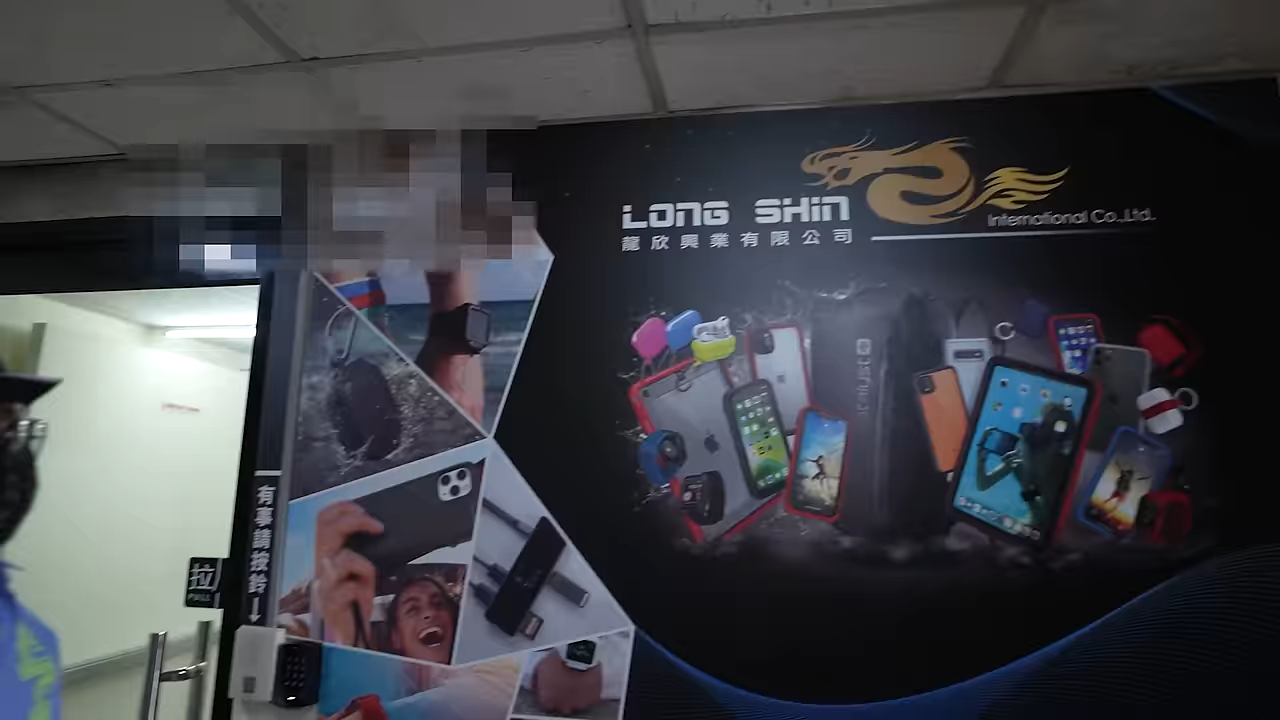 LONG SHIN
International Co.,Ltd.
龍欣興業有限公司
catalyst
有事請按鈴
拉
PULL